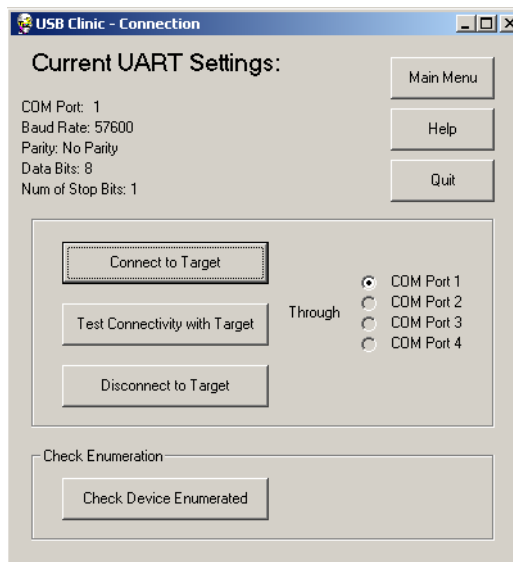 USB Clinic - Connection
Current UART Settings:
COM Port: 1
Baud Rate: 57600
Parity: No Parity
Data Bits: 8
Num of Stop Bits: 1
Main Menu
Help
Quit
Connect to Target
Test Connectivity with Target
Disconnect to Target
Through
COM Port 1
COM Port 2
COM Port 3
COM Port 4
Check Enumeration
Check Device Enumerated